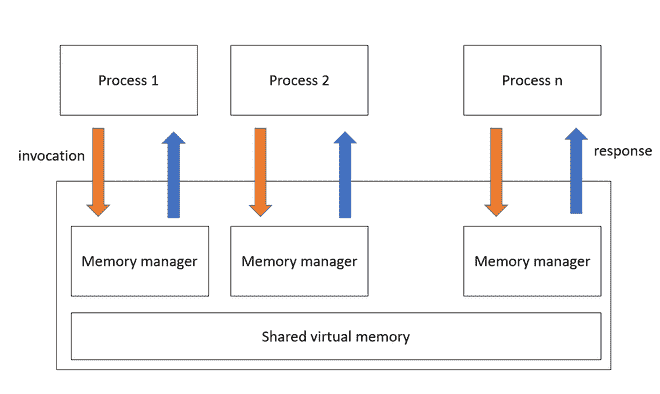 Process 1
Process 2
Process n
invocation
response
Memory manager
Memory manager
Memory manager
Shared virtual memory